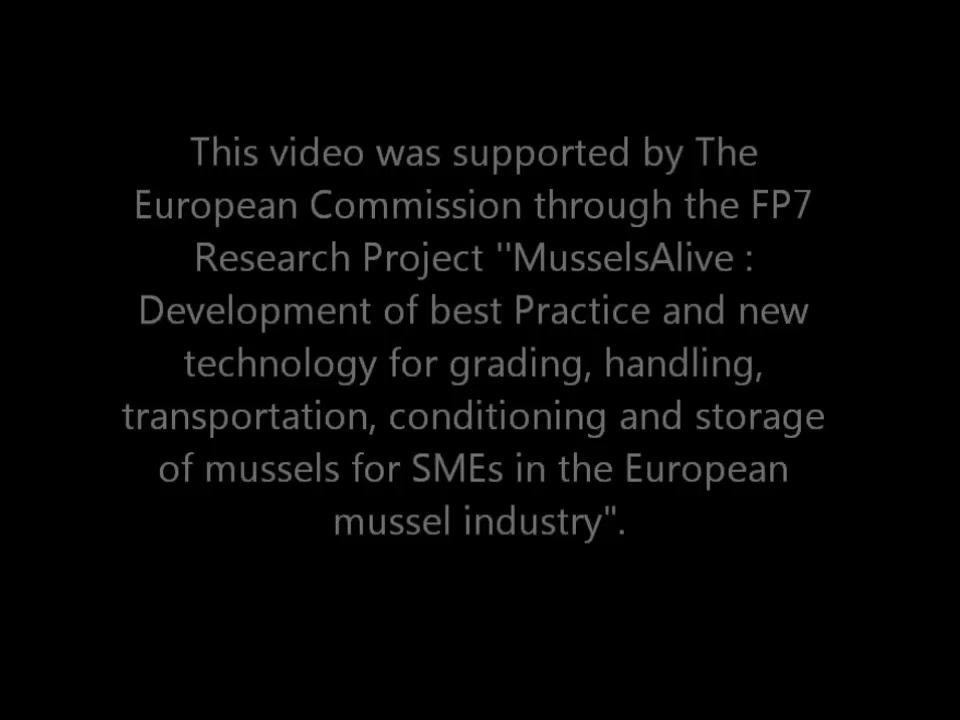 This video was supported by The
European Commission through the FP7
Research Project ''MusselsAlive :
Development of best Practice and new
technology for grading, handling,
transportation, conditioning and storage
of mussels for SMEs in the European
mussel industry".